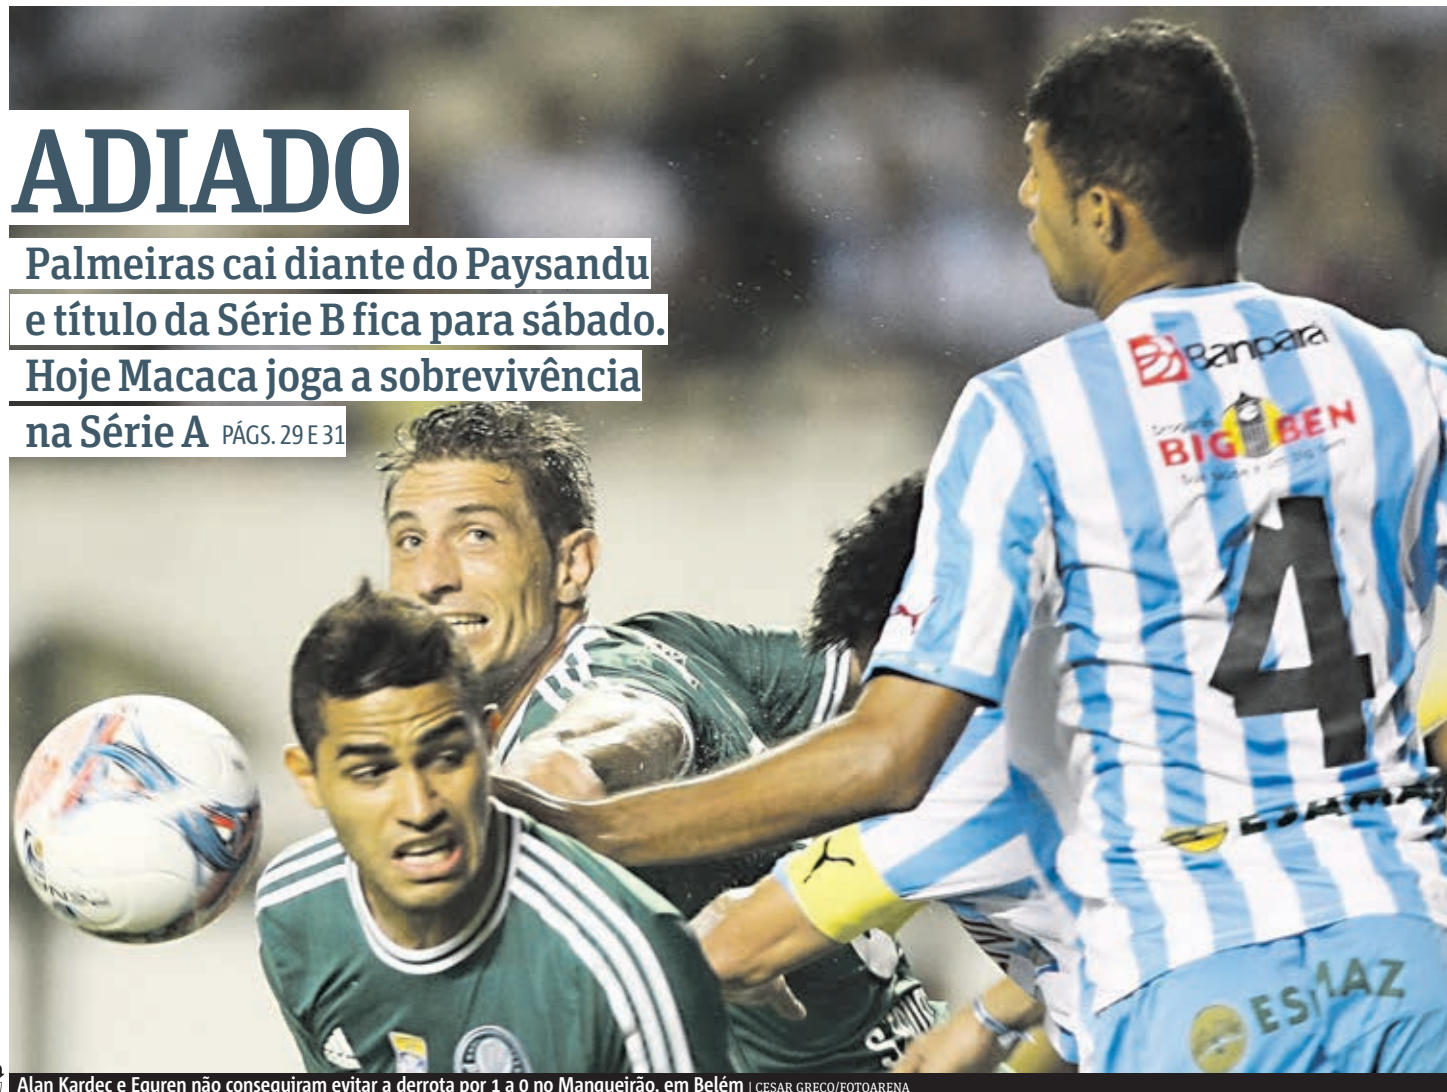 ADIADO
Palmeiras cai diante do Paysandu
e título da Série B fica para sábado.
Hoje Macaca joga a sobrevivência
na Série A PÁGS. 29 E 31
Banpará
BIG BEN
4
Alan Kardec e Eguren não conseguiram evitar a derrota por 1 a 0 no Mangueirão, em Belém | CESAR GRECO/FOTOARENA